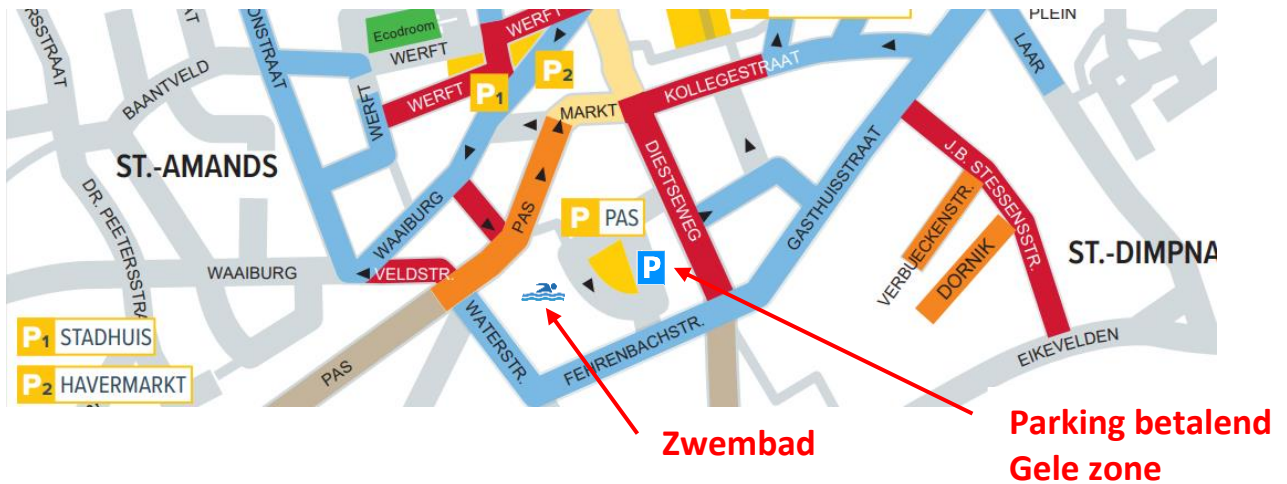 PLEIN
LAAR
Ecodroom
WERFT
WERFT
WERFT
WERFT
BAANTVELD
KOLLEGESTRAAT
P1
P2
MARKT
ST.-AMANDS
DR. PEETERSSTRAAT
WAAIBURG
PAS
P PAS
DIESTSEWEG
GASTHUISSTRAAT
J.B. STESSENSSTR.
VERBUECKENSTR.
DORNIK
ST.-DIMPNA
WAAIBURG
VELDSTR.
P
WATERSTR.
FEHRENBACHSTR.
EIKEVELDEN
PAS
P1 STADHUIS
P2 HAVERMARKT
Zwembad
Parking betalend
Gele zone